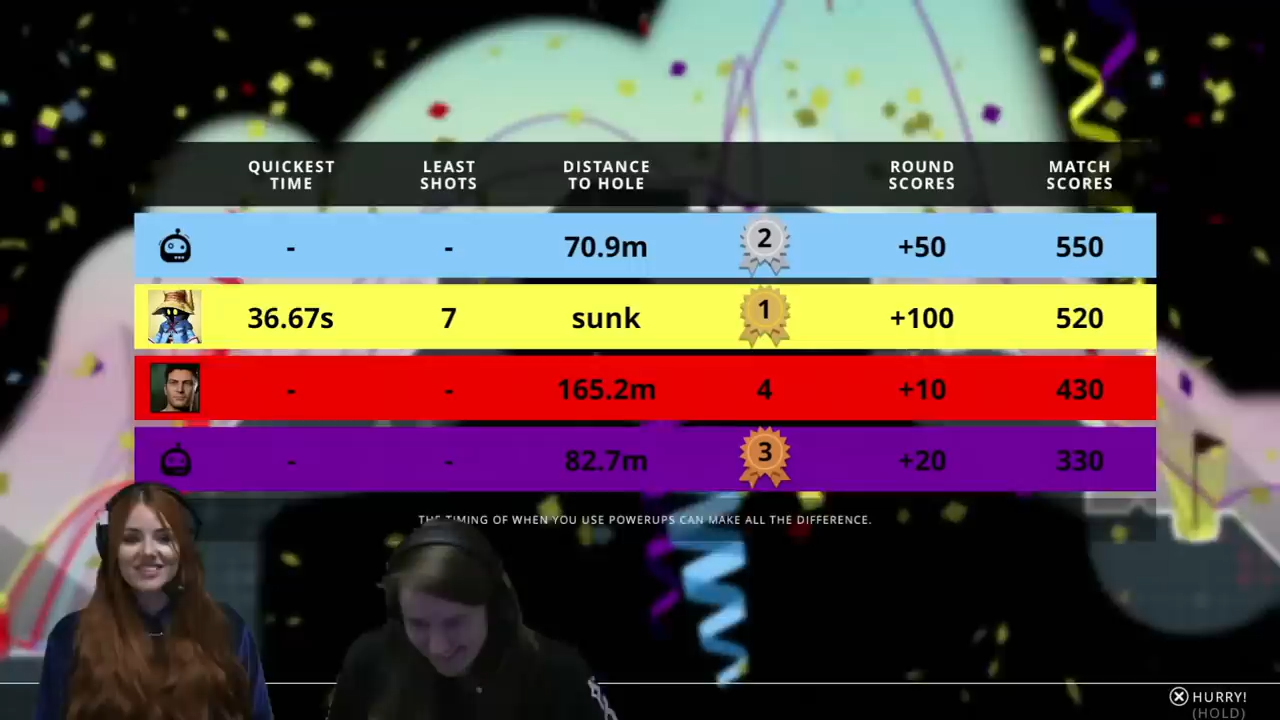 QUICKEST TIME LEAST SHOTS DISTANCE TO HOLE ROUND SCORES MATCH SCORES
- - 70.9m 2 +50 550
36.67s 7 sunk 1 +100 520
- - 165.2m 4 +10 430
- - 82.7m 3 +20 330
THE TIMING OF WHEN YOU USE POWERUPS CAN MAKE ALL THE DIFFERENCE.
HURRY!
(HOLD)